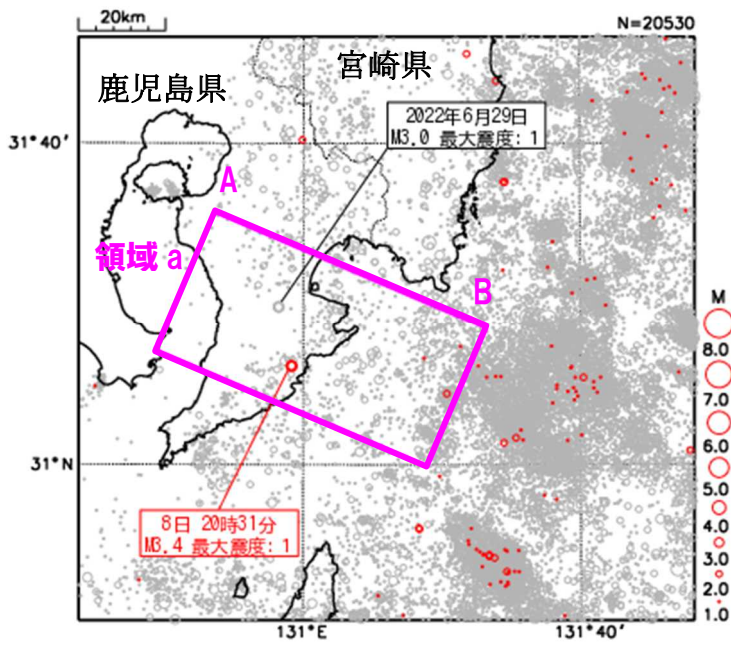 20km
N=20530
宮崎県
鹿児島県
2022年6月29日
M3.0 最大震度: 1
31°40'
A
領域 a
B
M
8.0
7.0
6.0
5.0
4.0
3.0
2.0
1.0
31°N
8日 20時31分
M3.4 最大震度: 1
131°E
131°40'